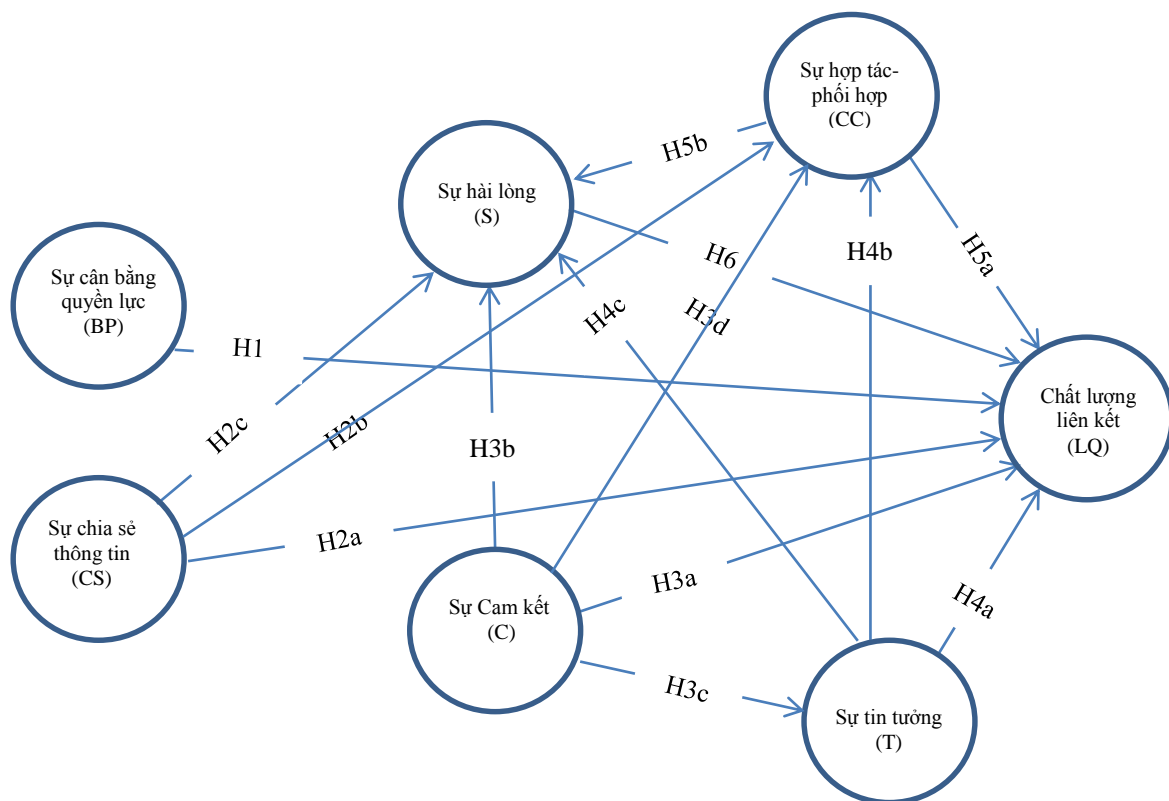 Sự hợp tác-
phối hợp
(CC)
H5b
Sự hài lòng
(S)
H6
H4b
H5a
Sự cân bằng
quyền lực
(BP)
H1
H4c
H3d
Chất lượng
liên kết
(LQ)
H2c
H2b
H3b
Sự chia sẻ
thông tin
(CS)
H2a
H3a
H4a
Sự Cam kết
(C)
H3c
Sự tin tưởng
(T)